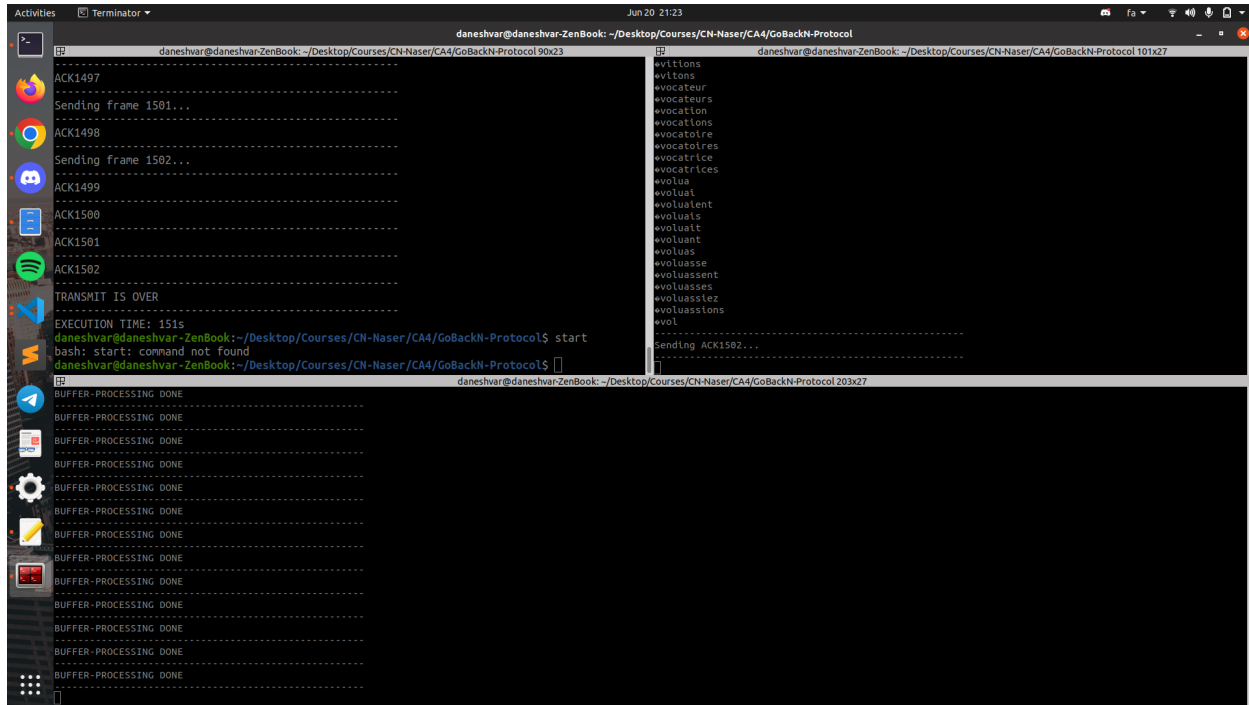 Activities Terminator Jun 20 21:23 fa
daneshvar@daneshvar-ZenBook: ~/Desktop/Courses/CN-Naser/CA4/GoBackN-Protocol
daneshvar@daneshvar-ZenBook: ~/Desktop/Courses/CN-Naser/CA4/GoBackN-Protocol 90x23
---------------------------------------------------
ACK1497
---------------------------------------------------
Sending frame 1501...
---------------------------------------------------
ACK1498
---------------------------------------------------
Sending frame 1502...
---------------------------------------------------
ACK1499
---------------------------------------------------
ACK1500
---------------------------------------------------
ACK1501
---------------------------------------------------
ACK1502
---------------------------------------------------
TRANSMIT IS OVER
---------------------------------------------------
EXECUTION TIME: 151s
daneshvar@daneshvar-ZenBook:~/Desktop/Courses/CN-Naser/CA4/GoBackN-Protocol$ start
bash: start: command not found
daneshvar@daneshvar-ZenBook:~/Desktop/Courses/CN-Naser/CA4/GoBackN-Protocol$
daneshvar@daneshvar-ZenBook: ~/Desktop/Courses/CN-Naser/CA4/GoBackN-Protocol 101x27
�vitions
�vitons
�vocateur
�vocateurs
�vocation
�vocations
�vocatoire
�vocatoires
�vocatrice
�vocatrices
�volua
�voluai
�voluaient
�voluais
�voluait
�voluant
�voluas
�voluasse
�voluassent
�voluasses
�voluassiez
�voluassions
�vol
---------------------------------------------------
Sending ACK1502...
---------------------------------------------------
daneshvar@daneshvar-ZenBook: ~/Desktop/Courses/CN-Naser/CA4/GoBackN-Protocol 203x27
BUFFER-PROCESSING DONE
---------------------------------------------------
BUFFER-PROCESSING DONE
---------------------------------------------------
BUFFER-PROCESSING DONE
---------------------------------------------------
BUFFER-PROCESSING DONE
---------------------------------------------------
BUFFER-PROCESSING DONE
---------------------------------------------------
BUFFER-PROCESSING DONE
---------------------------------------------------
BUFFER-PROCESSING DONE
---------------------------------------------------
BUFFER-PROCESSING DONE
---------------------------------------------------
BUFFER-PROCESSING DONE
---------------------------------------------------
BUFFER-PROCESSING DONE
---------------------------------------------------
BUFFER-PROCESSING DONE
---------------------------------------------------
BUFFER-PROCESSING DONE
---------------------------------------------------
BUFFER-PROCESSING DONE
---------------------------------------------------